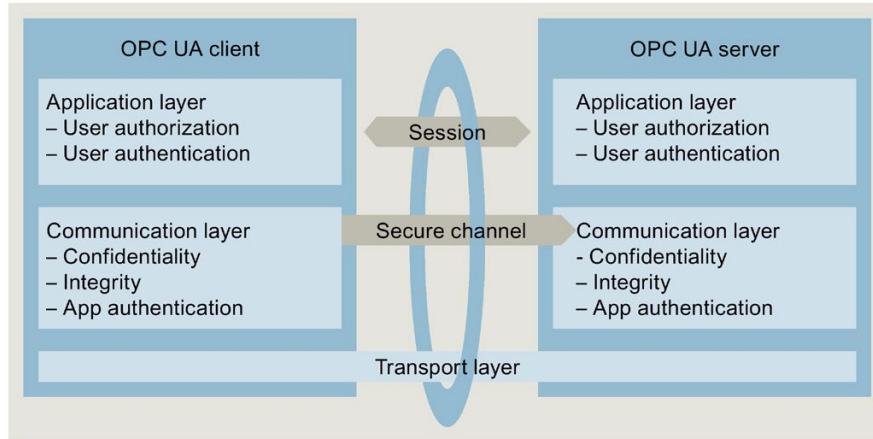 OPC UA client
Application layer
– User authorization
– User authentication
Communication layer
– Confidentiality
– Integrity
– App authentication
Session
Secure channel
Transport layer
OPC UA server
Application layer
– User authorization
– User authentication
Communication layer
- Confidentiality
– Integrity
– App authentication